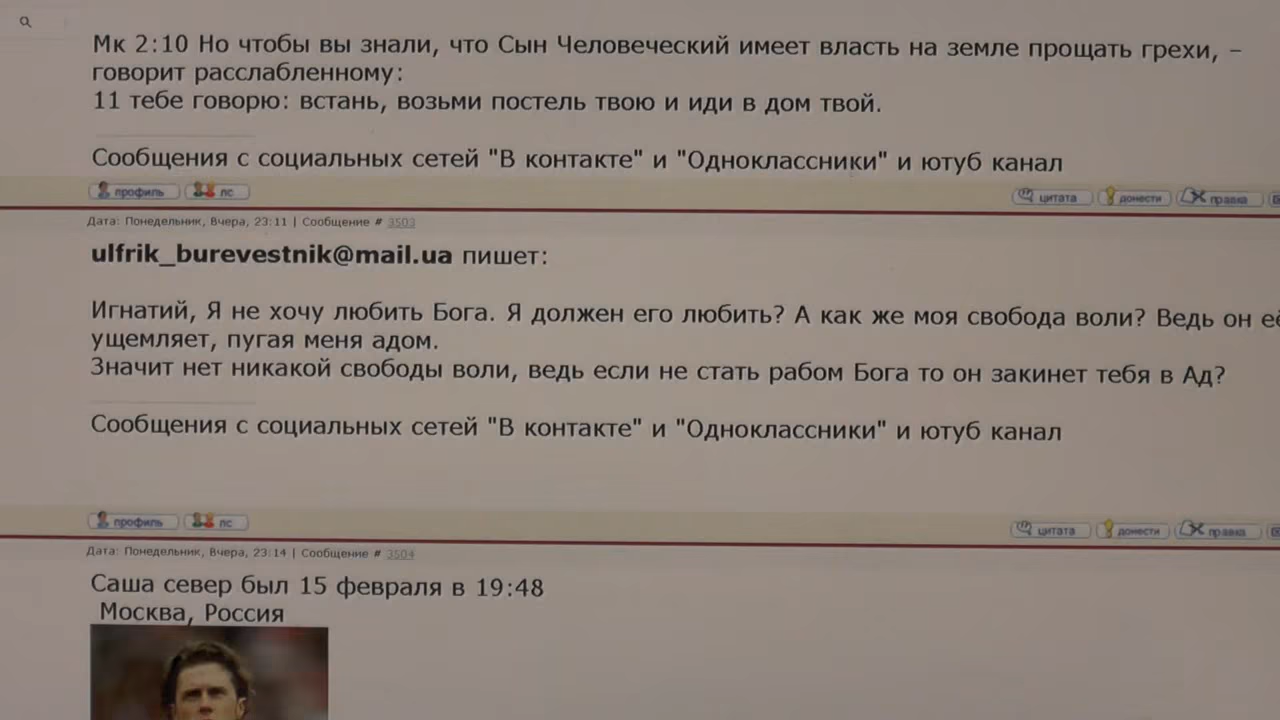 Мк 2:10 Но чтобы вы знали, что Сын Человеческий имеет власть на земле прощать грехи, –
говорит расслабленному:
11 тебе говорю: встань, возьми постель твою и иди в дом твой.
Сообщения с социальных сетей "В контакте" и "Одноклассники" и ютуб канал
профиль лс цитата донести правка
Дата: Понедельник, Вчера, 23:11 | Сообщение # 3503
ulfrik_burevestnik@mail.ua пишет:
Игнатий, Я не хочу любить Бога. Я должен его любить? А как же моя свобода воли? Ведь он её
ущемляет, пугая меня адом.
Значит нет никакой свободы воли, ведь если не стать рабом Бога то он закинет тебя в Ад?
Сообщения с социальных сетей "В контакте" и "Одноклассники" и ютуб канал
профиль лс цитата донести правка
Дата: Понедельник, Вчера, 23:14 | Сообщение # 3504
Саша север был 15 февраля в 19:48
Москва, Россия